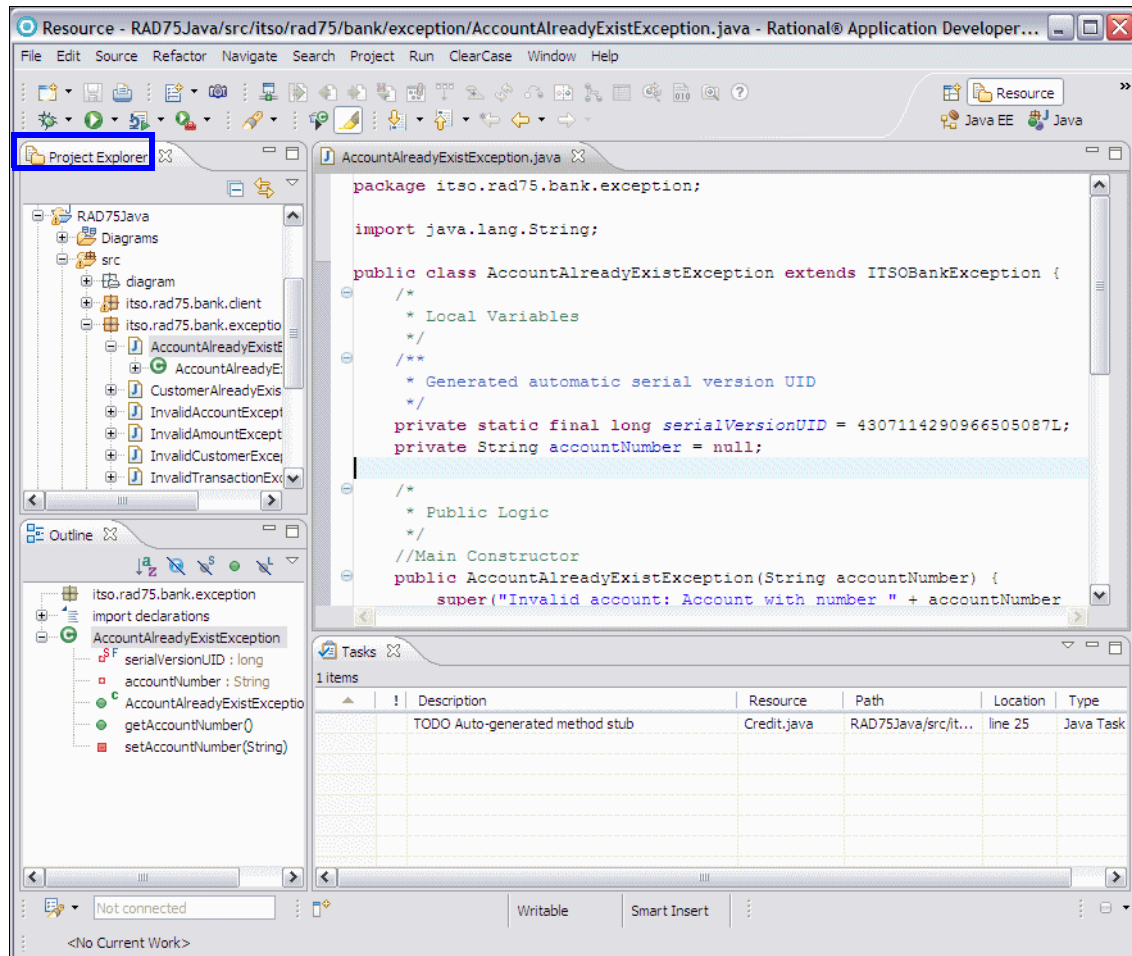 Resource - RAD75Java/src/itso/rad75/bank/exception/AccountAlreadyExistException.java - Rational® Application Developer...
File Edit Source Refactor Navigate Search Project Run ClearCase Window Help
Resource
Java EE Java
Project Explorer
RAD75Java
Diagrams
src
diagram
itso.rad75.bank.client
itso.rad75.bank.exceptio
AccountAlreadyExistE
AccountAlreadyE
CustomerAlreadyExis
InvalidAccountExcept
InvalidAmountExcept
InvalidCustomerExce
InvalidTransactionExc
AccountAlreadyExistException.java
package itso.rad75.bank.exception;
import java.lang.String;
public class AccountAlreadyExistException extends ITSOBankException {
/*
* Local Variables
*/
/**
* Generated automatic serial version UID
*/
private static final long serialVersionUID = 4307114290966505087L;
private String accountNumber = null;
/*
* Public Logic
*/
//Main Constructor
public AccountAlreadyExistException(String accountNumber) {
super("Invalid account: Account with number " + accountNumber
Outline
itso.rad75.bank.exception
import declarations
AccountAlreadyExistException
serialVersionUID : long
accountNumber : String
AccountAlreadyExistExceptio
getAccountNumber()
setAccountNumber(String)
Tasks
1 items
! Description Resource Path Location Type
TODO Auto-generated method stub Credit.java RAD75Java/src/it... line 25 Java Task
Not connected
Writable Smart Insert
<No Current Work>